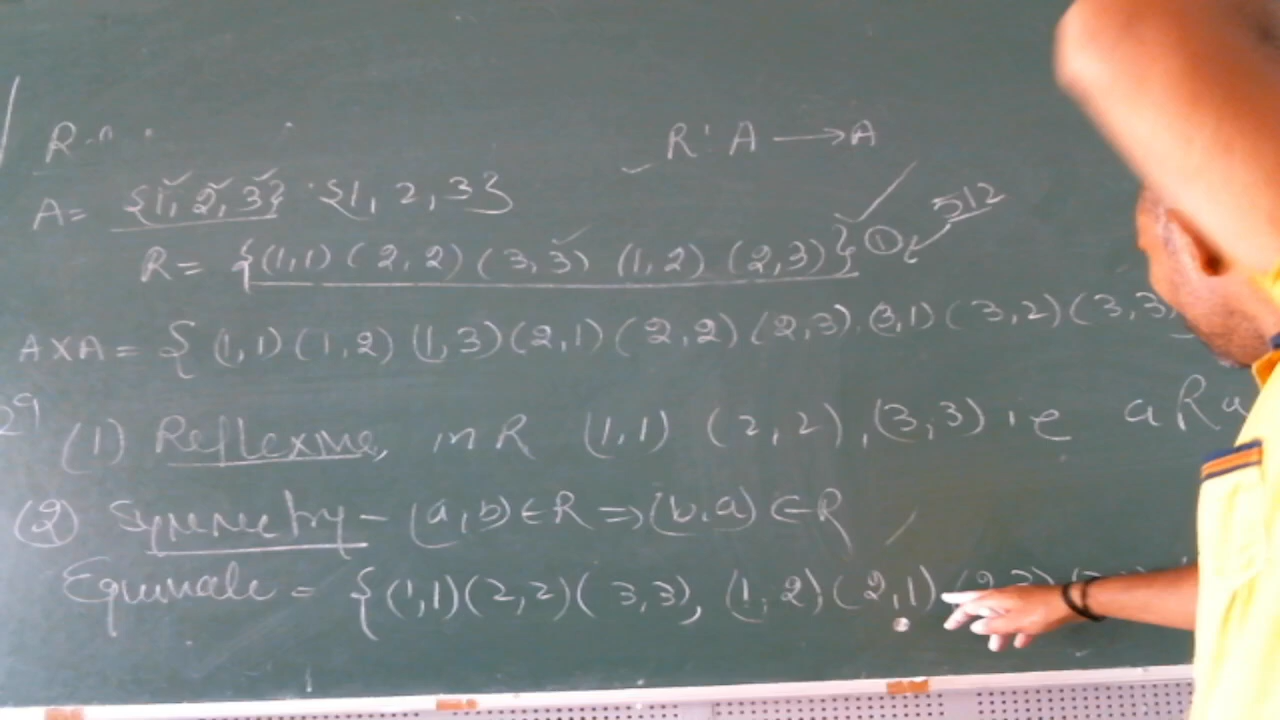 R
R : A ⟶ A
A = {1, 2, 3} . {1, 2, 3}
R = {(1,1) (2,2) (3,3) (1,2) (2,3)} ① 512
A X A = { (1,1) (1,2) (1,3) (2,1) (2,2) (2,3), (3,1) (3,2) (3,3)
29
(1) Reflexive, in R (1,1) (2,2), (3,3) i.e aRa
(2) Symmetry - (a,b) ∈ R ⇒ (b,a) ∈ R
Equivale = {(1,1) (2,2) (3,3), (1,2) (2,1)